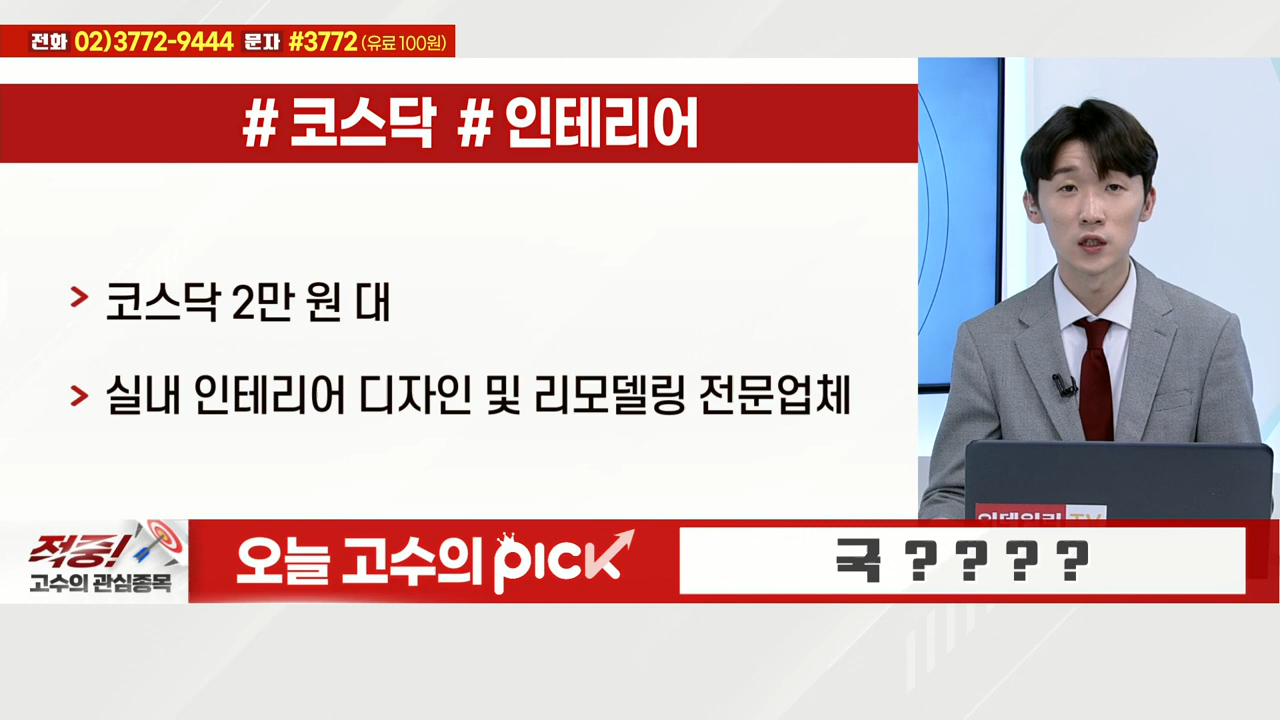 전화 02)3772-9444 문자 #3772 (유료100원)
# 코스닥 # 인테리어
> 코스닥 2만 원 대
> 실내 인테리어 디자인 및 리모델링 전문업체
TV
적중!
고수의 관심종목
오늘 고수의 PICK
국 ? ? ? ?